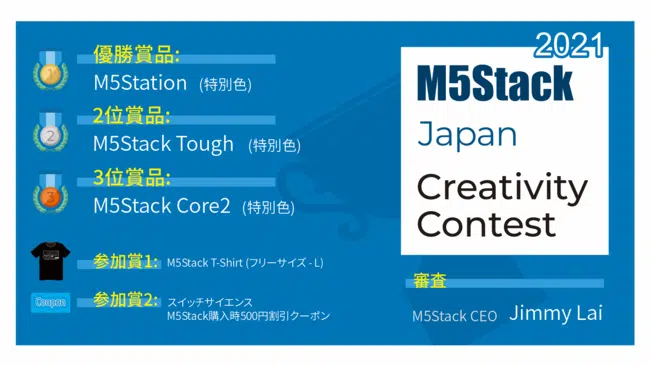 優勝賞品:
M5Station (特別色)
2位賞品:
M5Stack Tough (特別色)
3位賞品:
M5Stack Core2 (特別色)
参加賞1: M5Stack T-Shirt (フリーサイズ - L)
Coupon
参加賞2: スイッチサイエンス
M5Stack購入時500円割引クーポン
2021
M5Stack
Japan
Creativity
Contest
審査
M5Stack CEO Jimmy Lai